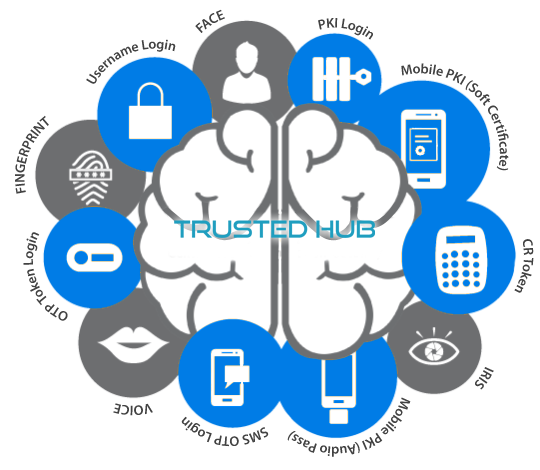 FACE
PKI Login
Username Login
Mobile PKI (Soft Certificate)
FINGERPRINT
TRUSTED HUB
OTP Token Login
CR Token
VOICE
SMS OTP Login
Mobile PKI (Audio Pass)
IRIS